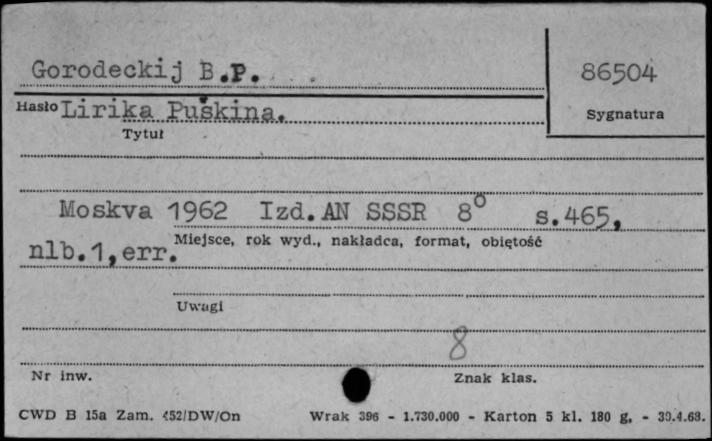 Gorodeckij B.P.
86504
Hasło Lirika Puškina.
Sygnatura
Tytuł
Moskva 1962 Izd.AN SSSR 8° s.465,
Miejsce, rok wyd., nakładca, format, objętość
nlb.1,err.
Uwagi
8
Nr inw.
Znak klas.
CWD B 15a Zam. 452/DW/On Wrak 396 - 1.730.000 - Karton 5 kl. 180 g. - 30.4.63.